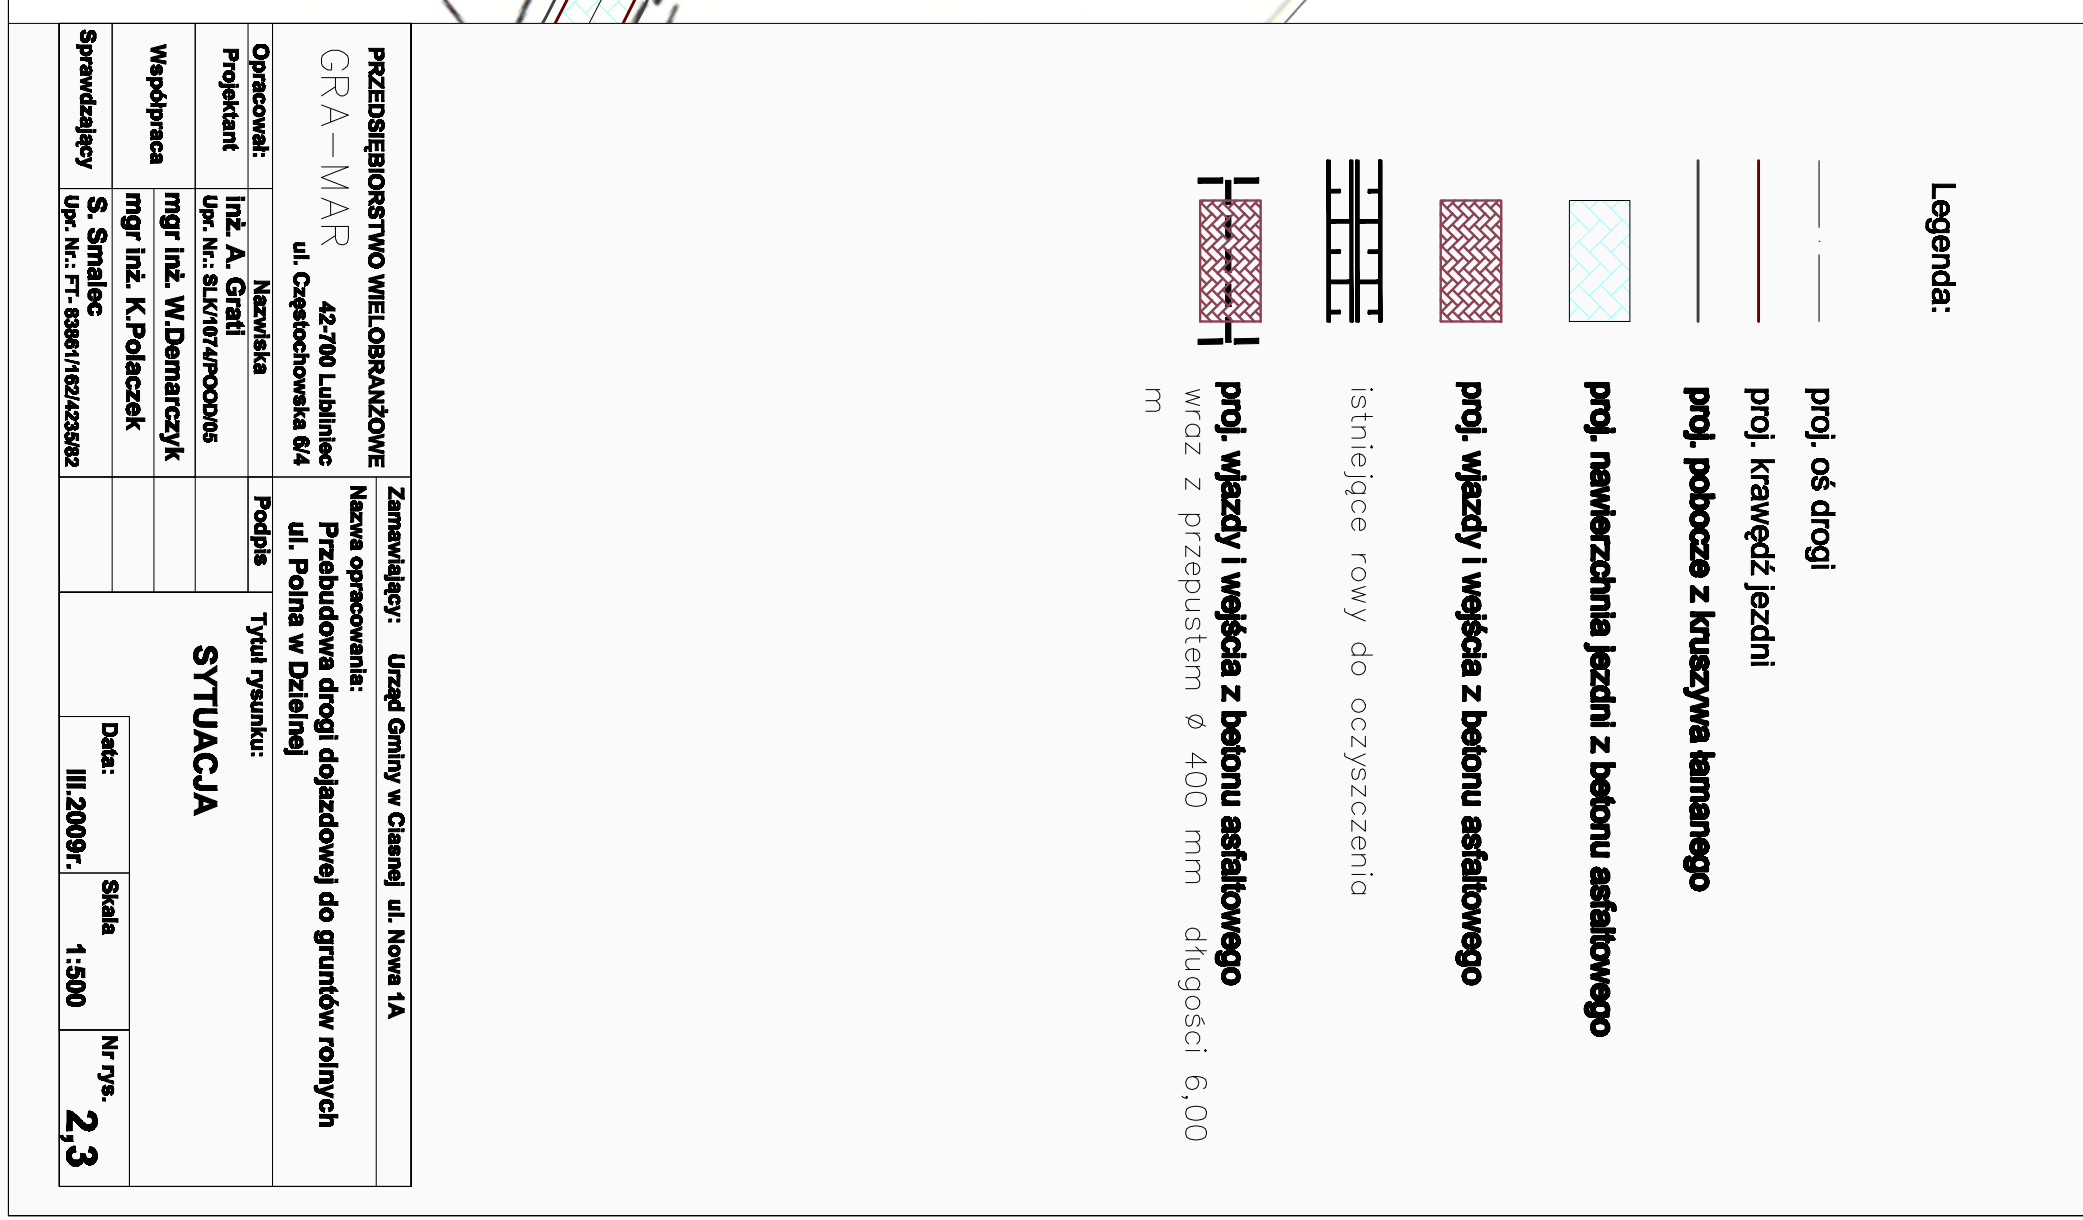 Legenda:
proj. oś drogi
proj. krawędź jezdni
proj. pobocze z kruszywa łamanego
proj. nawierzchnia jezdni z betonu asfaltowego
proj. wjazdy i wejścia z betonu asfaltowego
istniejące rowy do oczyszczenia
proj. wjazdy i wejścia z betonu asfaltowego
wraz z przepustem ø 400 mm długości 6,00
m
PRZEDSIĘBIORSTWO WIELOBRANŻOWE
GRA-MAR
42-700 Lubliniec
ul. Częstochowska 6/4
Zamawiający: Urząd Gminy w Ciasnej ul. Nowa 1A
Nazwa opracowania:
Przebudowa drogi dojazdowej do gruntów rolnych
ul. Polna w Dzielnej
Opracował: Nazwiska Podpis
Projektant
inż. A. Grati
Upr. Nr.: SLK/1074/POOD/05
Współpraca
mgr inż. W.Demarczyk
mgr inż. K.Polaczek
Sprawdzający
S. Smalec
Upr. Nr.: FT- 83861/162/4235/82
Tytuł rysunku:
SYTUACJA
Data:
III.2009r.
Skala
1:500
Nr rys.
2,3